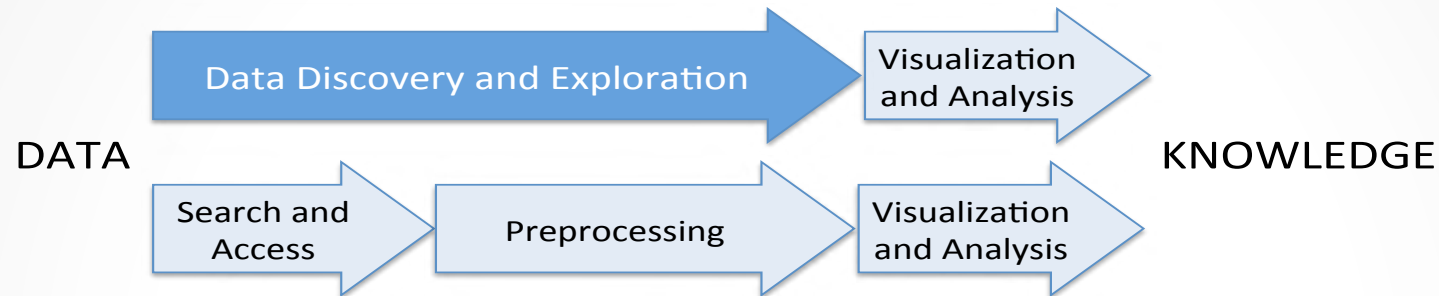 Data Discovery and Exploration
Visualization
and Analysis
DATA
KNOWLEDGE
Search and
Access
Preprocessing
Visualization
and Analysis